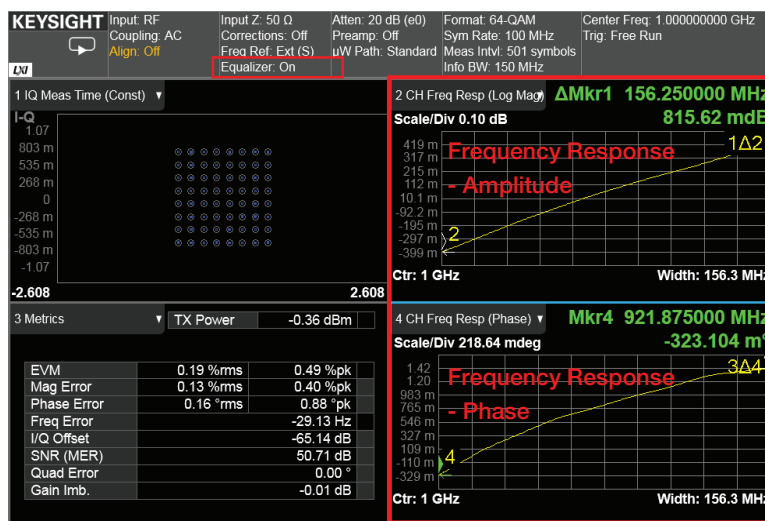 KEYSIGHT
LXI
Input: RF
Coupling: AC
Align: Off
Input Z: 50 Ω
Corrections: Off
Freq Ref: Ext (S)
Equalizer: On
Atten: 20 dB (e0)
Preamp: Off
µW Path: Standard
Format: 64-QAM
Sym Rate: 100 MHz
Meas Intvl: 501 symbols
Info BW: 150 MHz
Center Freq: 1.000000000 GHz
Trig: Free Run
1 IQ Meas Time (Const)
I-Q
1.07
803 m
535 m
268 m
0
-268 m
-535 m
-803 m
-1.07
-2.608 2.608
2 CH Freq Resp (Log Mag) ΔMkr1 156.250000 MHz
Scale/Div 0.10 dB 815.62 mdB
419 m
317 m
215 m
112 m
10.1 m
-92.2 m
-195 m
-297 m
-399 m
Frequency Response
- Amplitude
1Δ2
2
Ctr: 1 GHz Width: 156.3 MHz
3 Metrics
TX Power -0.36 dBm
EVM 0.19 %rms 0.49 %pk
Mag Error 0.13 %rms 0.40 %pk
Phase Error 0.16 °rms 0.88 °pk
Freq Error -29.13 Hz
I/Q Offset -65.14 dB
SNR (MER) 50.71 dB
Quad Error 0.00 °
Gain Imb. -0.01 dB
4 CH Freq Resp (Phase) Mkr4 921.875000 MHz
Scale/Div 218.64 mdeg -323.104 m°
1.42
1.20
983 m
765 m
546 m
327 m
109 m
-110 m
-329 m
Frequency Response
- Phase
3Δ4
4
Ctr: 1 GHz Width: 156.3 MHz